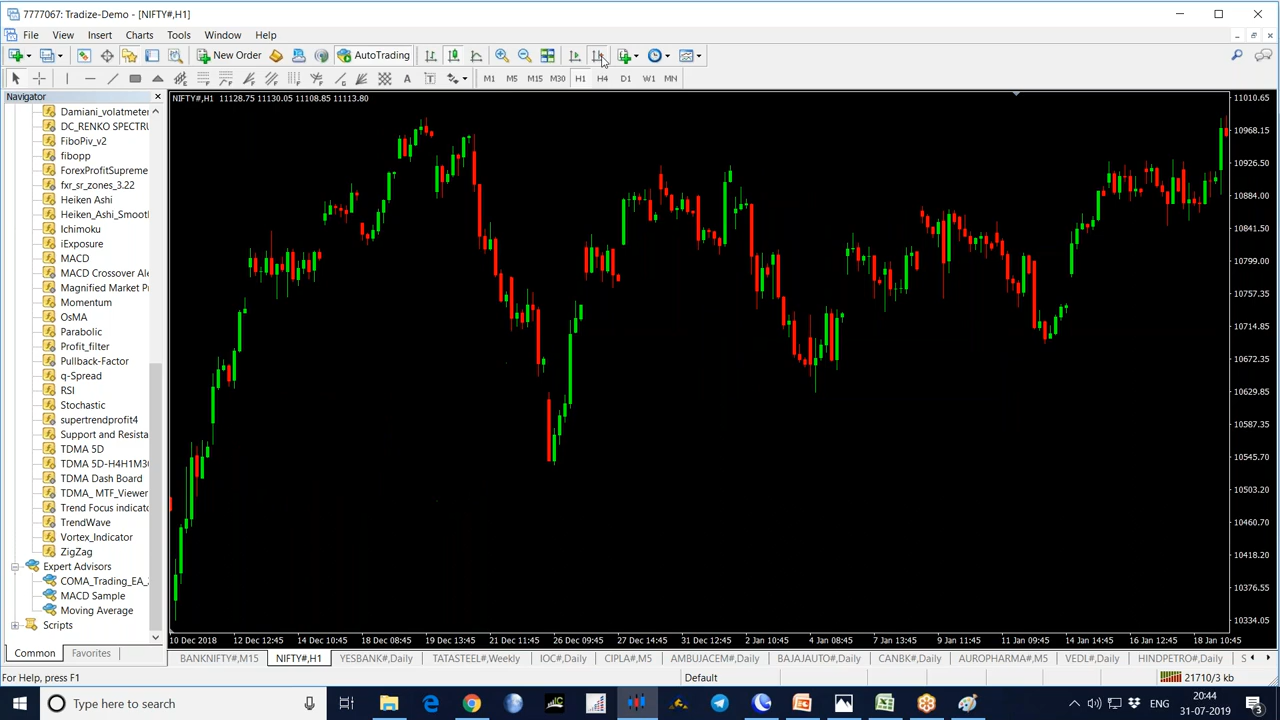 7777067: Tradize-Demo - [NIFTY#,H1]
File View Insert Charts Tools Window Help
New Order AutoTrading
A T M1 M5 M15 M30 H1 H4 D1 W1 MN
Navigator
Damiani_volatmeter
DC_RENKO SPECTRU
FiboPiv_v2
fibopp
ForexProfitSupreme
fxr_sr_zones_3.22
Heiken Ashi
Heiken_Ashi_Smoot
Ichimoku
iExposure
MACD
MACD Crossover Ale
Magnified Market Pr
Momentum
OsMA
Parabolic
Profit_filter
Pullback-Factor
q-Spread
RSI
Stochastic
supertrendprofit4
Support and Resista
TDMA 5D
TDMA 5D-H4H1M30
TDMA Dash Board
TDMA_ MTF_Viewer
Trend Focus indicato
TrendWave
Vortex_Indicator
ZigZag
Expert Advisors
COMA_Trading_EA_
MACD Sample
Moving Average
Scripts
Common Favorites
NIFTY#,H1 11128.75 11130.05 11108.85 11113.80
11010.65
10968.15
10926.50
10884.00
10841.50
10799.00
10757.35
10714.85
10672.35
10629.85
10587.35
10545.70
10503.20
10460.70
10418.20
10376.55
10334.05
10 Dec 2018 12 Dec 12:45 14 Dec 10:45 18 Dec 08:45 19 Dec 13:45 21 Dec 11:45 26 Dec 09:45 27 Dec 14:45 31 Dec 12:45 2 Jan 10:45 4 Jan 08:45 7 Jan 13:45 9 Jan 11:45 11 Jan 09:45 14 Jan 14:45 16 Jan 12:45 18 Jan 10:45
BANKNIFTY#,M15 NIFTY#,H1 YESBANK#,Daily TATASTEEL#,Weekly IOC#,Daily CIPLA#,M5 AMBUJACEM#,Daily BAJAJAUTO#,Daily CANBK#,Daily AUROPHARMA#,M5 VEDL#,Daily HINDPETRO#,Daily S
For Help, press F1 Default 21710/3 kb
Type here to search
ENG
20:44
31-07-2019
3